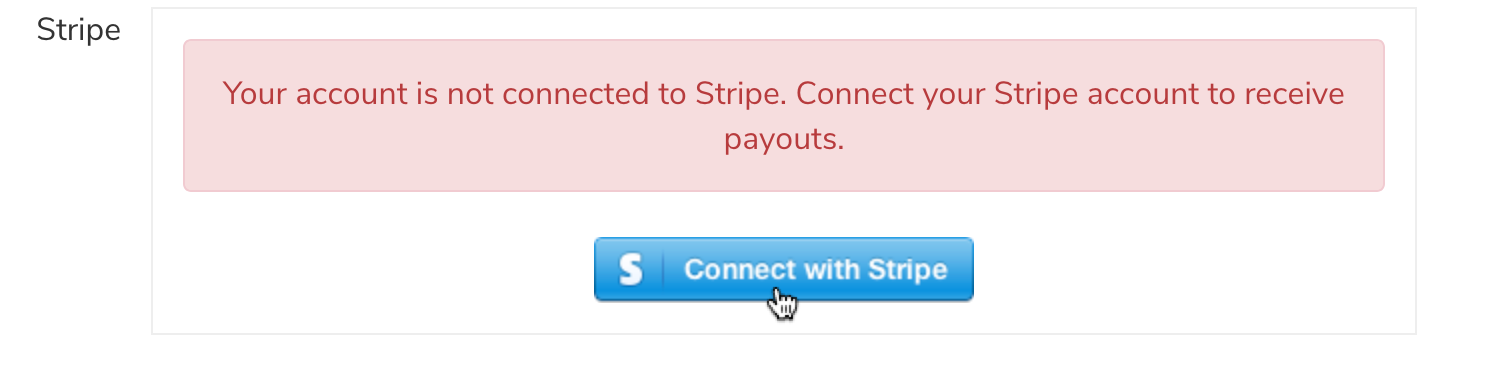 Stripe
Your account is not connected to Stripe. Connect your Stripe account to receive
payouts.
S Connect with Stripe